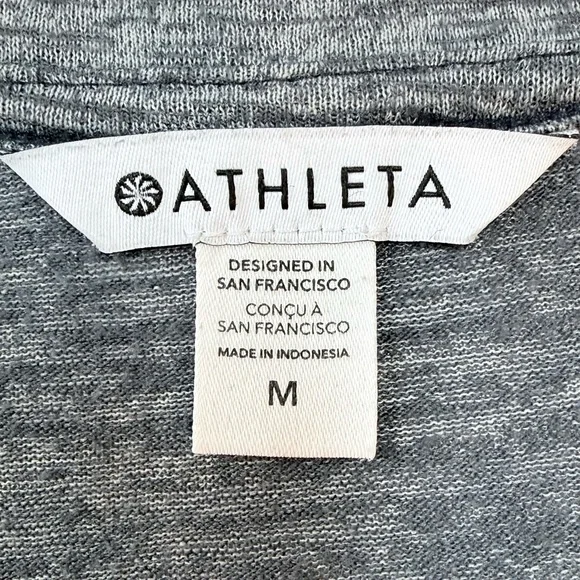 ATHLETA
DESIGNED IN
SAN FRANCISCO
CONÇU À
SAN FRANCISCO
MADE IN INDONESIA
M